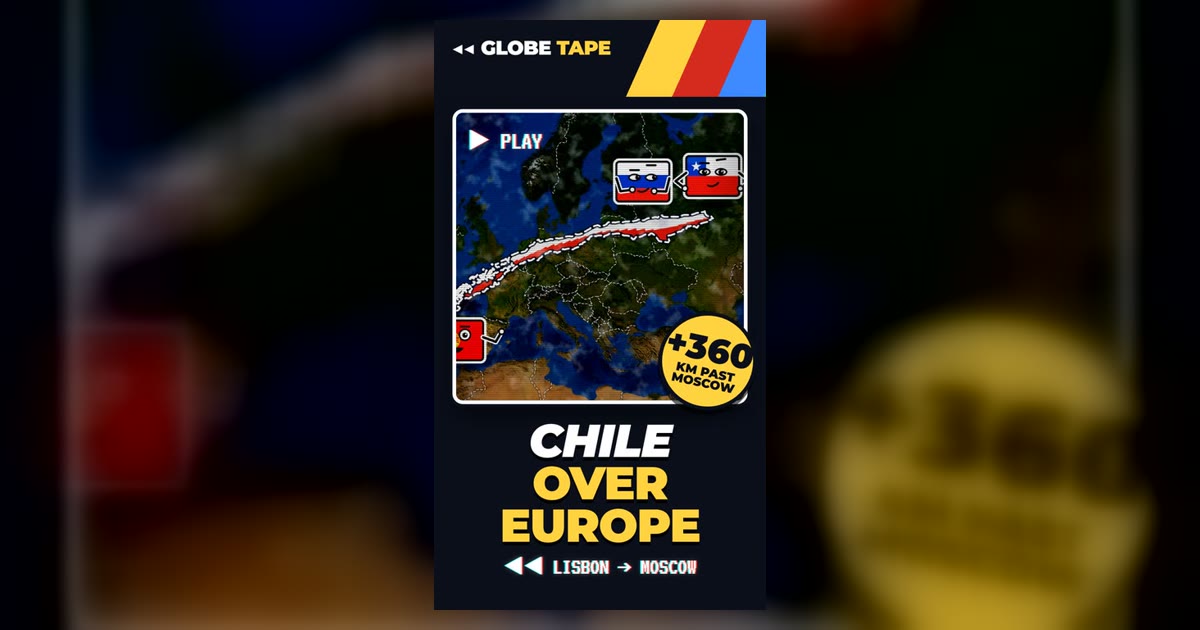 ◀◀ GLOBE TAPE
▶ PLAY
+360
KM PAST
MOSCOW
CHILE
OVER
EUROPE
◀◀ LISBON → MOSCOW